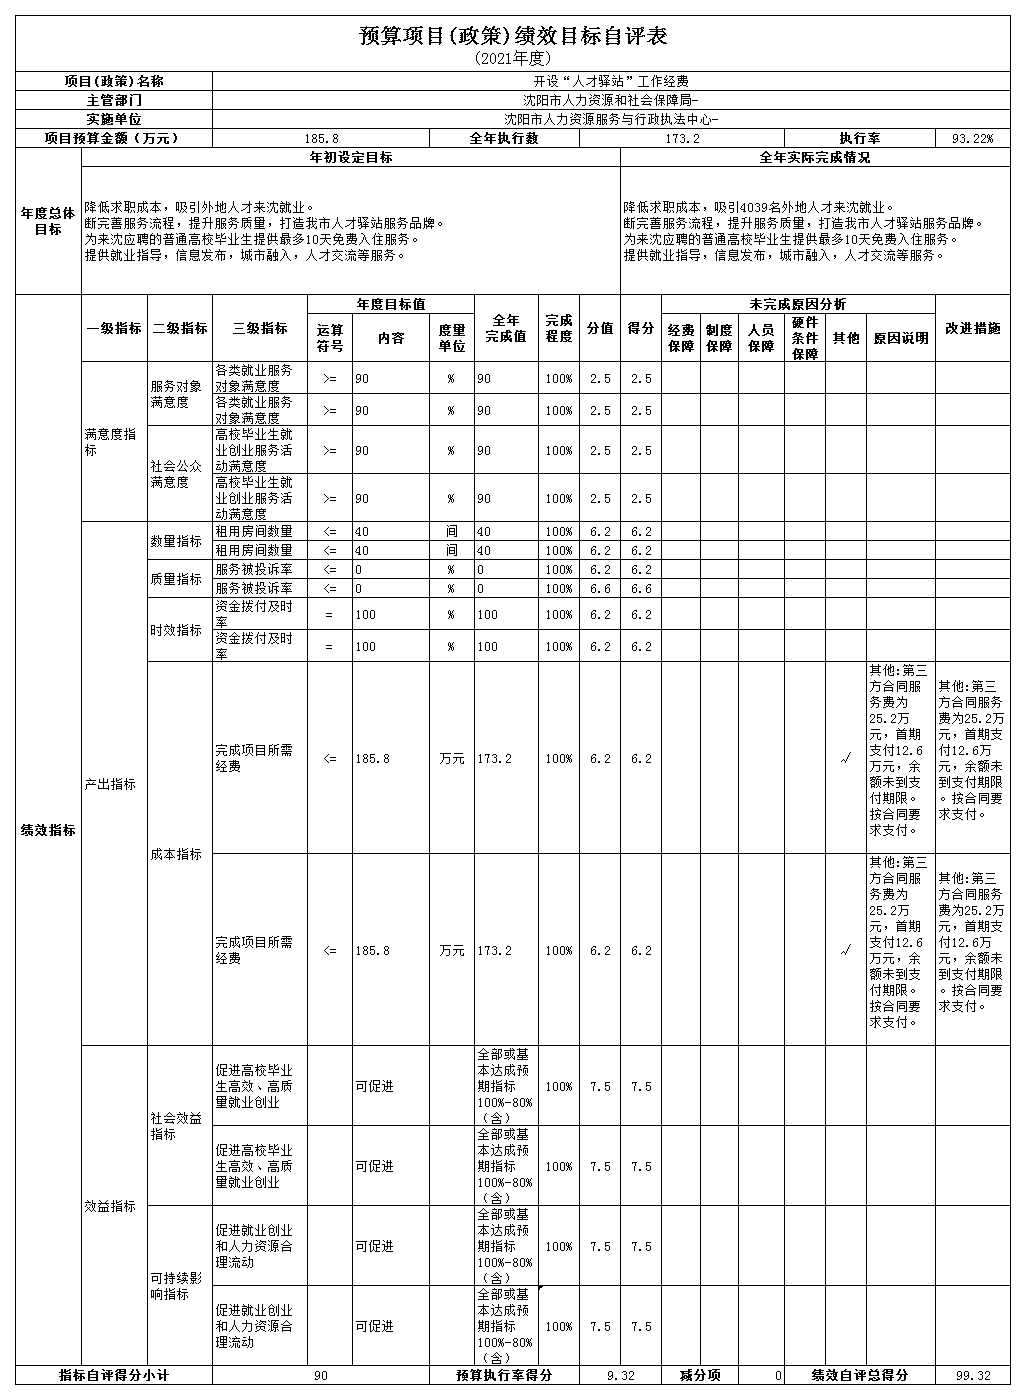 预算项目(政策)绩效目标自评表
(2021年度)
项目(政策)名称 开设“人才驿站”工作经费
主管部门 沈阳市人力资源和社会保障局-
实施单位 沈阳市人力资源服务与行政执法中心-
项目预算金额(万元) 185.8 全年执行数 173.2 执行率 93.22%
年度总体
目标
年初设定目标 全年实际完成情况
降低求职成本，吸引外地人才来沈就业。
断完善服务流程，提升服务质量，打造我市人才驿站服务品牌。
为来沈应聘的普通高校毕业生提供最多10天免费入住服务。
提供就业指导，信息发布，城市融入，人才交流等服务。
降低求职成本，吸引4039名外地人才来沈就业。
断完善服务流程，提升服务质量，打造我市人才驿站服务品牌。
为来沈应聘的普通高校毕业生提供最多10天免费入住服务。
提供就业指导，信息发布，城市融入，人才交流等服务。
绩效指标
一级指标 二级指标 三级指标
年度目标值
运算
符号
内容
度量
单位
全年
完成值
完成
程度
分值 得分
未完成原因分析
经费
保障
制度
保障
人员
保障
硬件
条件
保障
其他 原因说明
改进措施
满意度指
标
服务对象
满意度
各类就业服务
对象满意度
>= 90 % 90 100% 2.5 2.5
各类就业服务
对象满意度
>= 90 % 90 100% 2.5 2.5
社会公众
满意度
高校毕业生就
业创业服务活
动满意度
>= 90 % 90 100% 2.5 2.5
高校毕业生就
业创业服务活
动满意度
>= 90 % 90 100% 2.5 2.5
产出指标
数量指标
租用房间数量 <= 40 间 40 100% 6.2 6.2
租用房间数量 <= 40 间 40 100% 6.2 6.2
质量指标
服务被投诉率 <= 0 % 0 100% 6.2 6.2
服务被投诉率 <= 0 % 0 100% 6.6 6.6
时效指标
资金拨付及时
率
= 100 % 100 100% 6.2 6.2
资金拨付及时
率
= 100 % 100 100% 6.2 6.2
成本指标
完成项目所需
经费
<= 185.8 万元 173.2 100% 6.2 6.2 √
其他:第三
方合同服
务费为
25.2万
元，首期
支付12.6
万元，余
额未到支
付期限。
按合同要
求支付。
其他:第三
方合同服务
费为25.2万
元，首期支
付12.6万
元，余额未
到支付期限
。按合同要
求支付。
完成项目所需
经费
<= 185.8 万元 173.2 100% 6.2 6.2 √
其他:第三
方合同服
务费为
25.2万
元，首期
支付12.6
万元，余
额未到支
付期限。
按合同要
求支付。
其他:第三
方合同服务
费为25.2万
元，首期支
付12.6万
元，余额未
到支付期限
。按合同要
求支付。
效益指标
社会效益
指标
促进高校毕业
生高效、高质
量就业创业
可促进
全部或基
本达成预
期指标
100%-80%
（含）
100% 7.5 7.5
促进高校毕业
生高效、高质
量就业创业
可促进
全部或基
本达成预
期指标
100%-80%
（含）
100% 7.5 7.5
可持续影
响指标
促进就业创业
和人力资源合
理流动
可促进
全部或基
本达成预
期指标
100%-80%
（含）
100% 7.5 7.5
促进就业创业
和人力资源合
理流动
可促进
全部或基
本达成预
期指标
100%-80%
（含）
100% 7.5 7.5
指标自评得分小计 90 预算执行率得分 9.32 减分项 0 绩效自评总得分 99.32